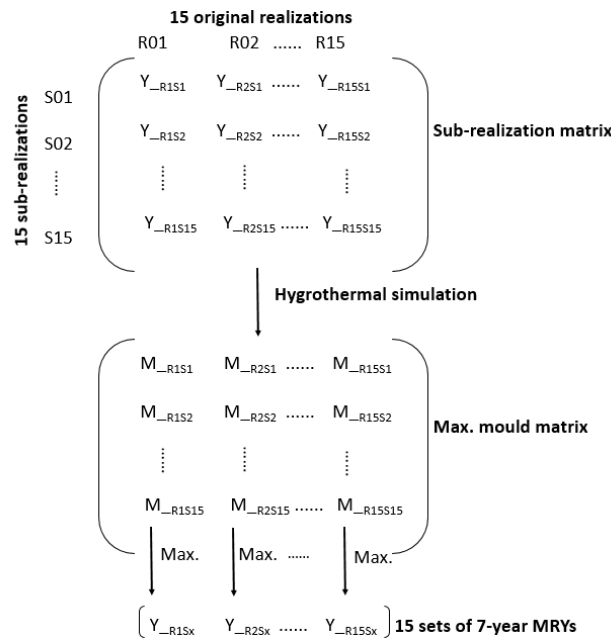 15 original realizations
R01 R02 ...... R15
15 sub-realizations
S01 Y_R1S1 Y_R2S1 ...... Y_R15S1
S02 Y_R1S2 Y_R2S2 ...... Y_R15S2
Sub-realization matrix
...... ...... ...... ......
S15 Y_R1S15 Y_R2S15 ...... Y_R15S15
Hygrothermal simulation
M_R1S1 M_R2S1 ...... M_R15S1
M_R1S2 M_R2S2 ...... M_R15S2
Max. mould matrix
...... ...... ......
M_R1S15 M_R2S15 ...... M_R15S15
Max. Max. ...... Max.
Y_R1Sx Y_R2Sx ...... Y_R15Sx 15 sets of 7-year MRYs